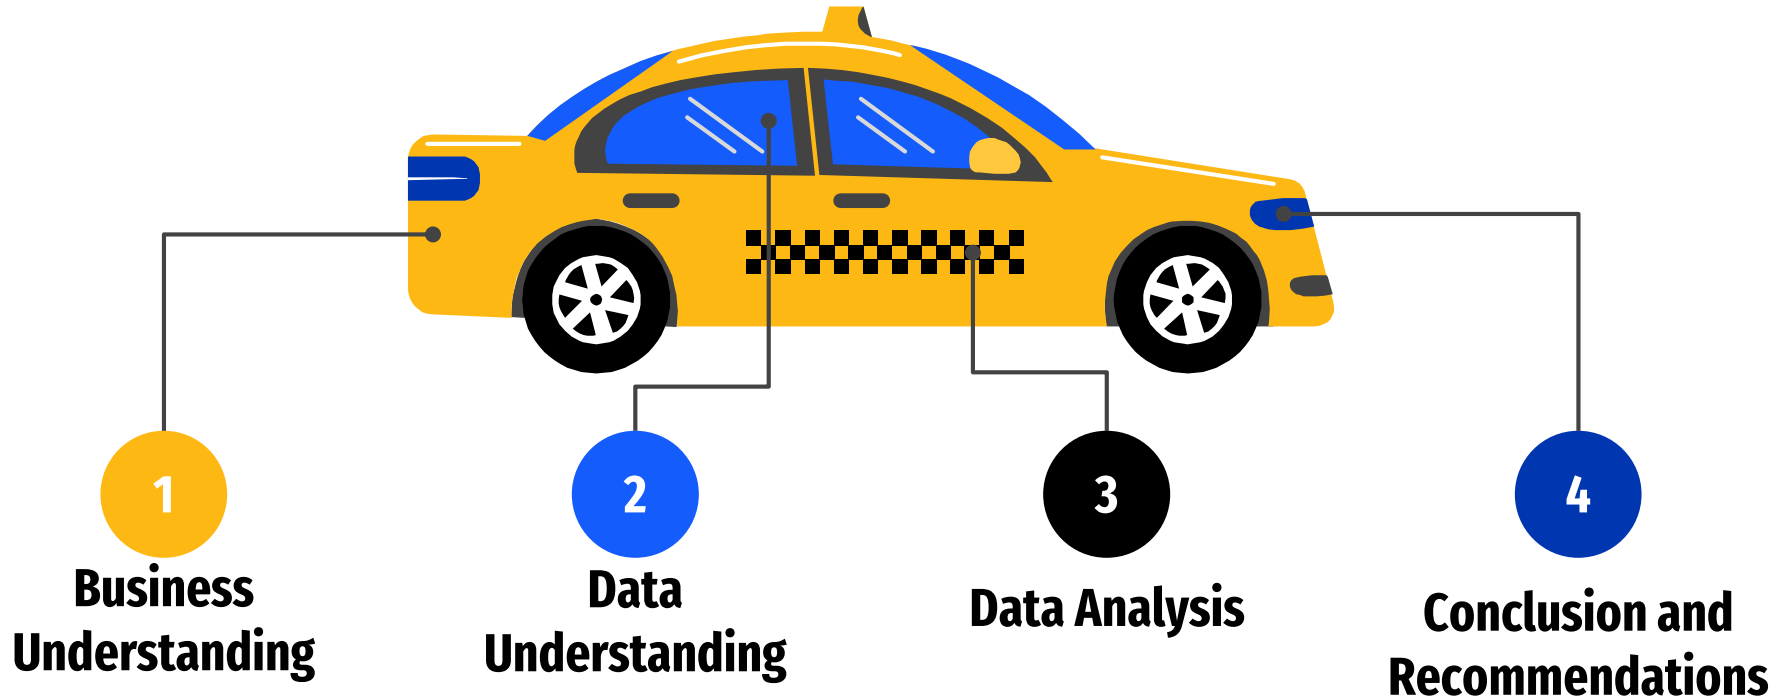 1
Business
Understanding
2
Data
Understanding
3
Data Analysis
4
Conclusion and
Recommendations